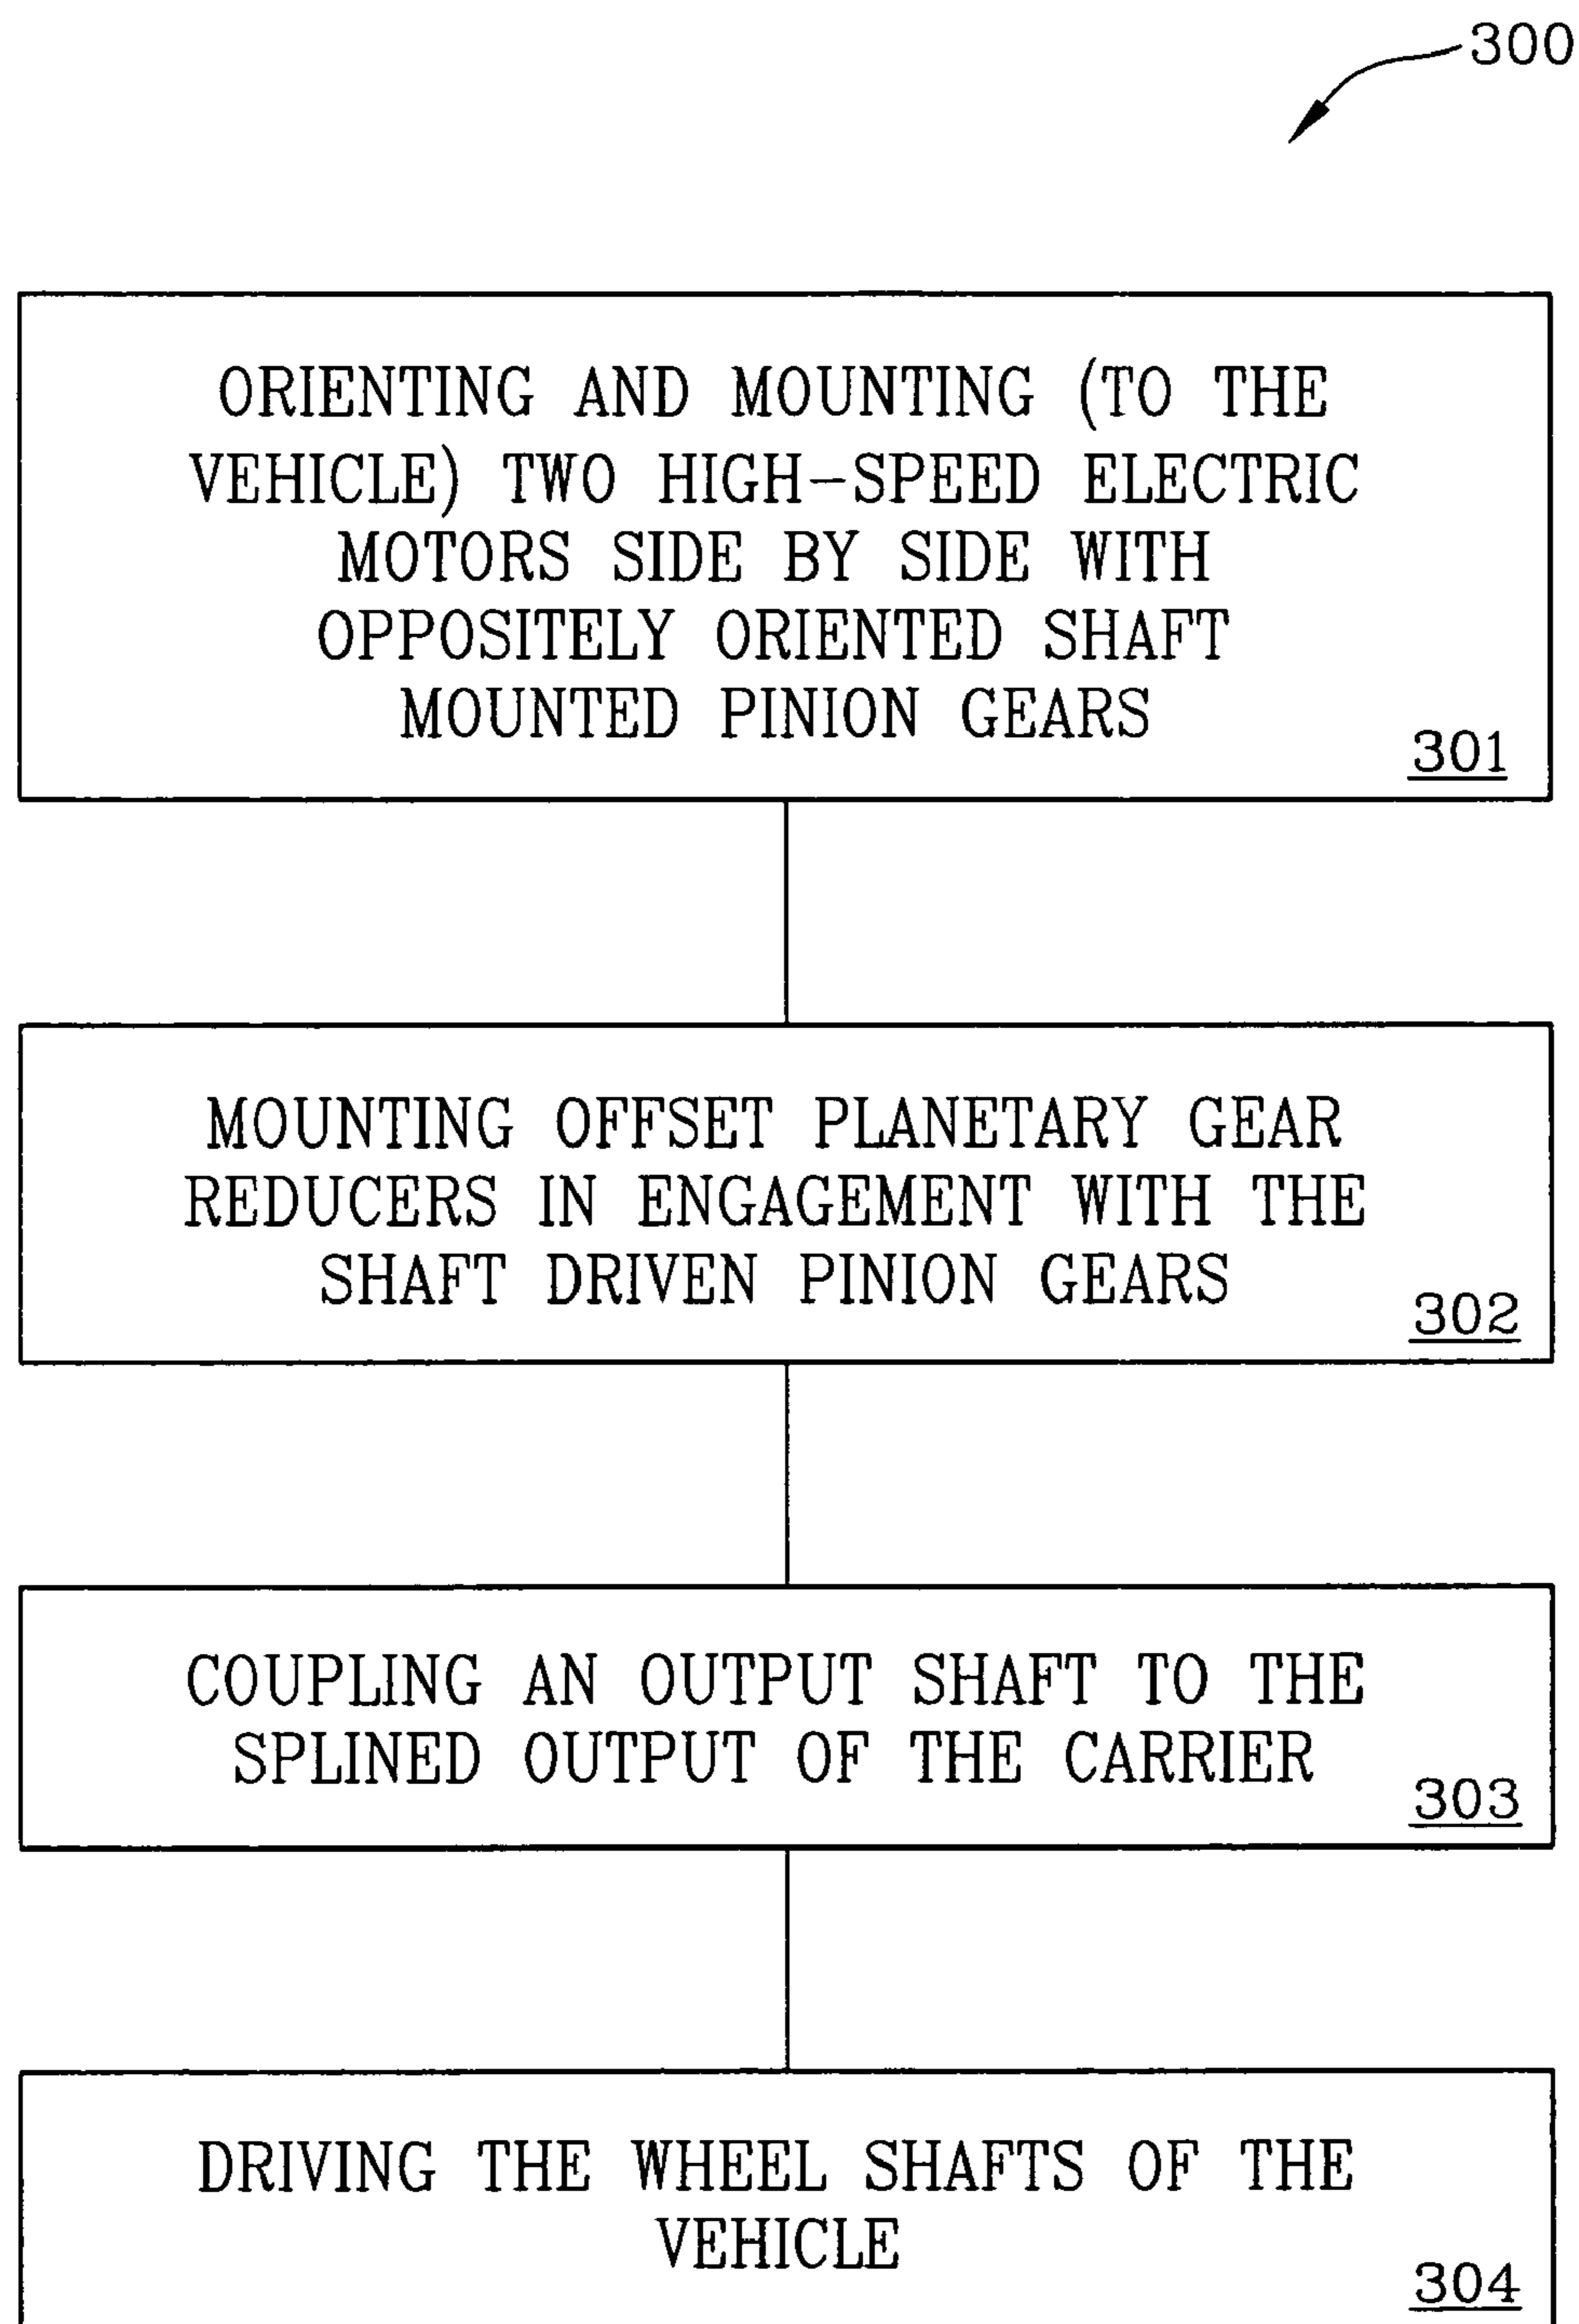 300
ORIENTING AND MOUNTING (TO THE
VEHICLE) TWO HIGH-SPEED ELECTRIC
MOTORS SIDE BY SIDE WITH
OPPOSITELY ORIENTED SHAFT
MOUNTED PINION GEARS
301
MOUNTING OFFSET PLANETARY GEAR
REDUCERS IN ENGAGEMENT WITH THE
SHAFT DRIVEN PINION GEARS
302
COUPLING AN OUTPUT SHAFT TO THE
SPLINED OUTPUT OF THE CARRIER
303
DRIVING THE WHEEL SHAFTS OF THE
VEHICLE
304